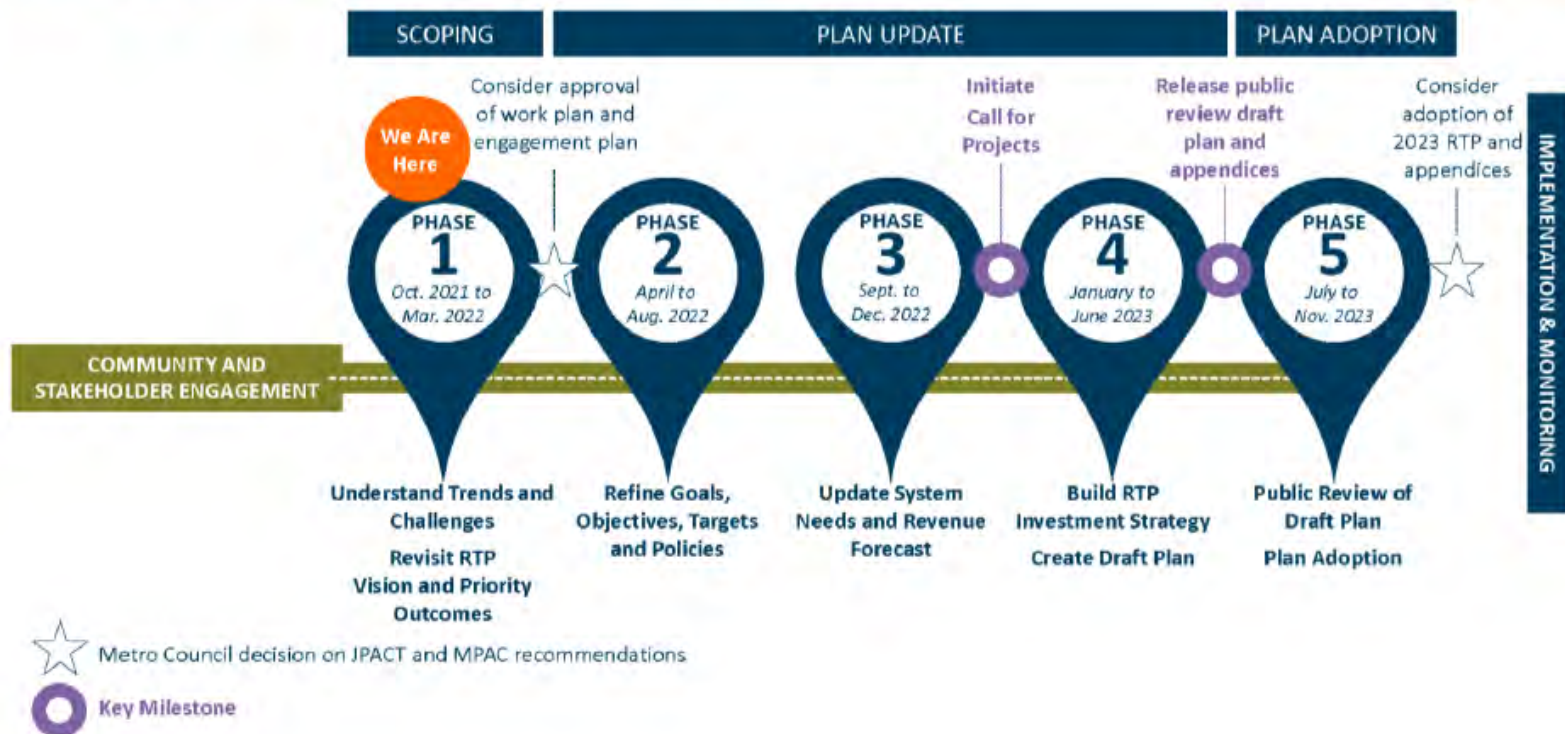 SCOPING
PLAN UPDATE
PLAN ADOPTION
We Are
Here
Consider approval
of work plan and
engagement plan
Initiate
Call for
Projects
Release public
review draft
plan and
appendices
Consider
adoption of
2023 RTP and
appendices
PHASE
1
Oct. 2021 to
Mar. 2022
PHASE
2
April to
Aug. 2022
PHASE
3
Sept. to
Dec. 2022
PHASE
4
January to
June 2023
PHASE
5
July to
Nov. 2023
IMPLEMENTATION & MONITORING
COMMUNITY AND
STAKEHOLDER ENGAGEMENT
Understand Trends and
Challenges
Revisit RTP
Vision and Priority
Outcomes
Refine Goals,
Objectives, Targets
and Policies
Update System
Needs and Revenue
Forecast
Build RTP
Investment Strategy
Create Draft Plan
Public Review of
Draft Plan
Plan Adoption
Metro Council decision on JPACT and MPAC recommendations
Key Milestone